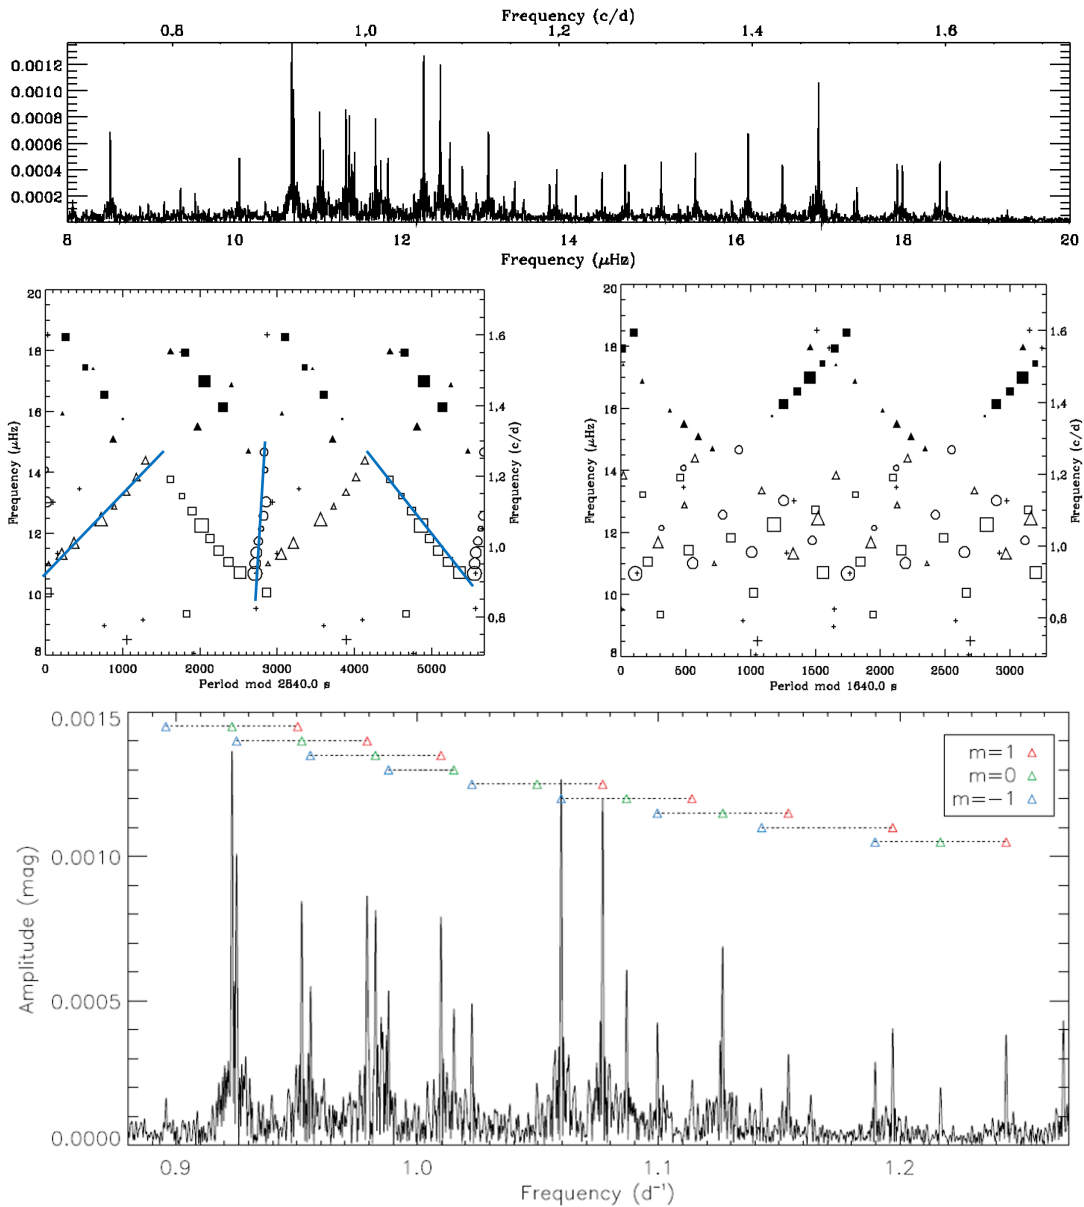 Frequency (c/d)
0.8 1.0 1.2 1.4 1.6
0.0012
0.0010
0.0008
0.0006
0.0004
0.0002
8 10 12 14 16 18 20
Frequency (μHz)
20
18
16
14
12
10
8
Frequency (μHz)
1.6
1.4
1.2
1.0
0.8
Frequency (c/d)
0 1000 2000 3000 4000 5000 6000
Period mod 2840.0 s
20
18
16
14
12
10
8
Frequency (μHz)
1.6
1.4
1.2
1.0
0.8
Frequency (c/d)
0 500 1000 1500 2000 2500 3000
Period mod 1640.0 s
0.0015
0.0010
0.0005
0.0000
Amplitude (mag)
m=1
m=0
m=−1
0.9 1.0 1.1 1.2
Frequency (d⁻¹)